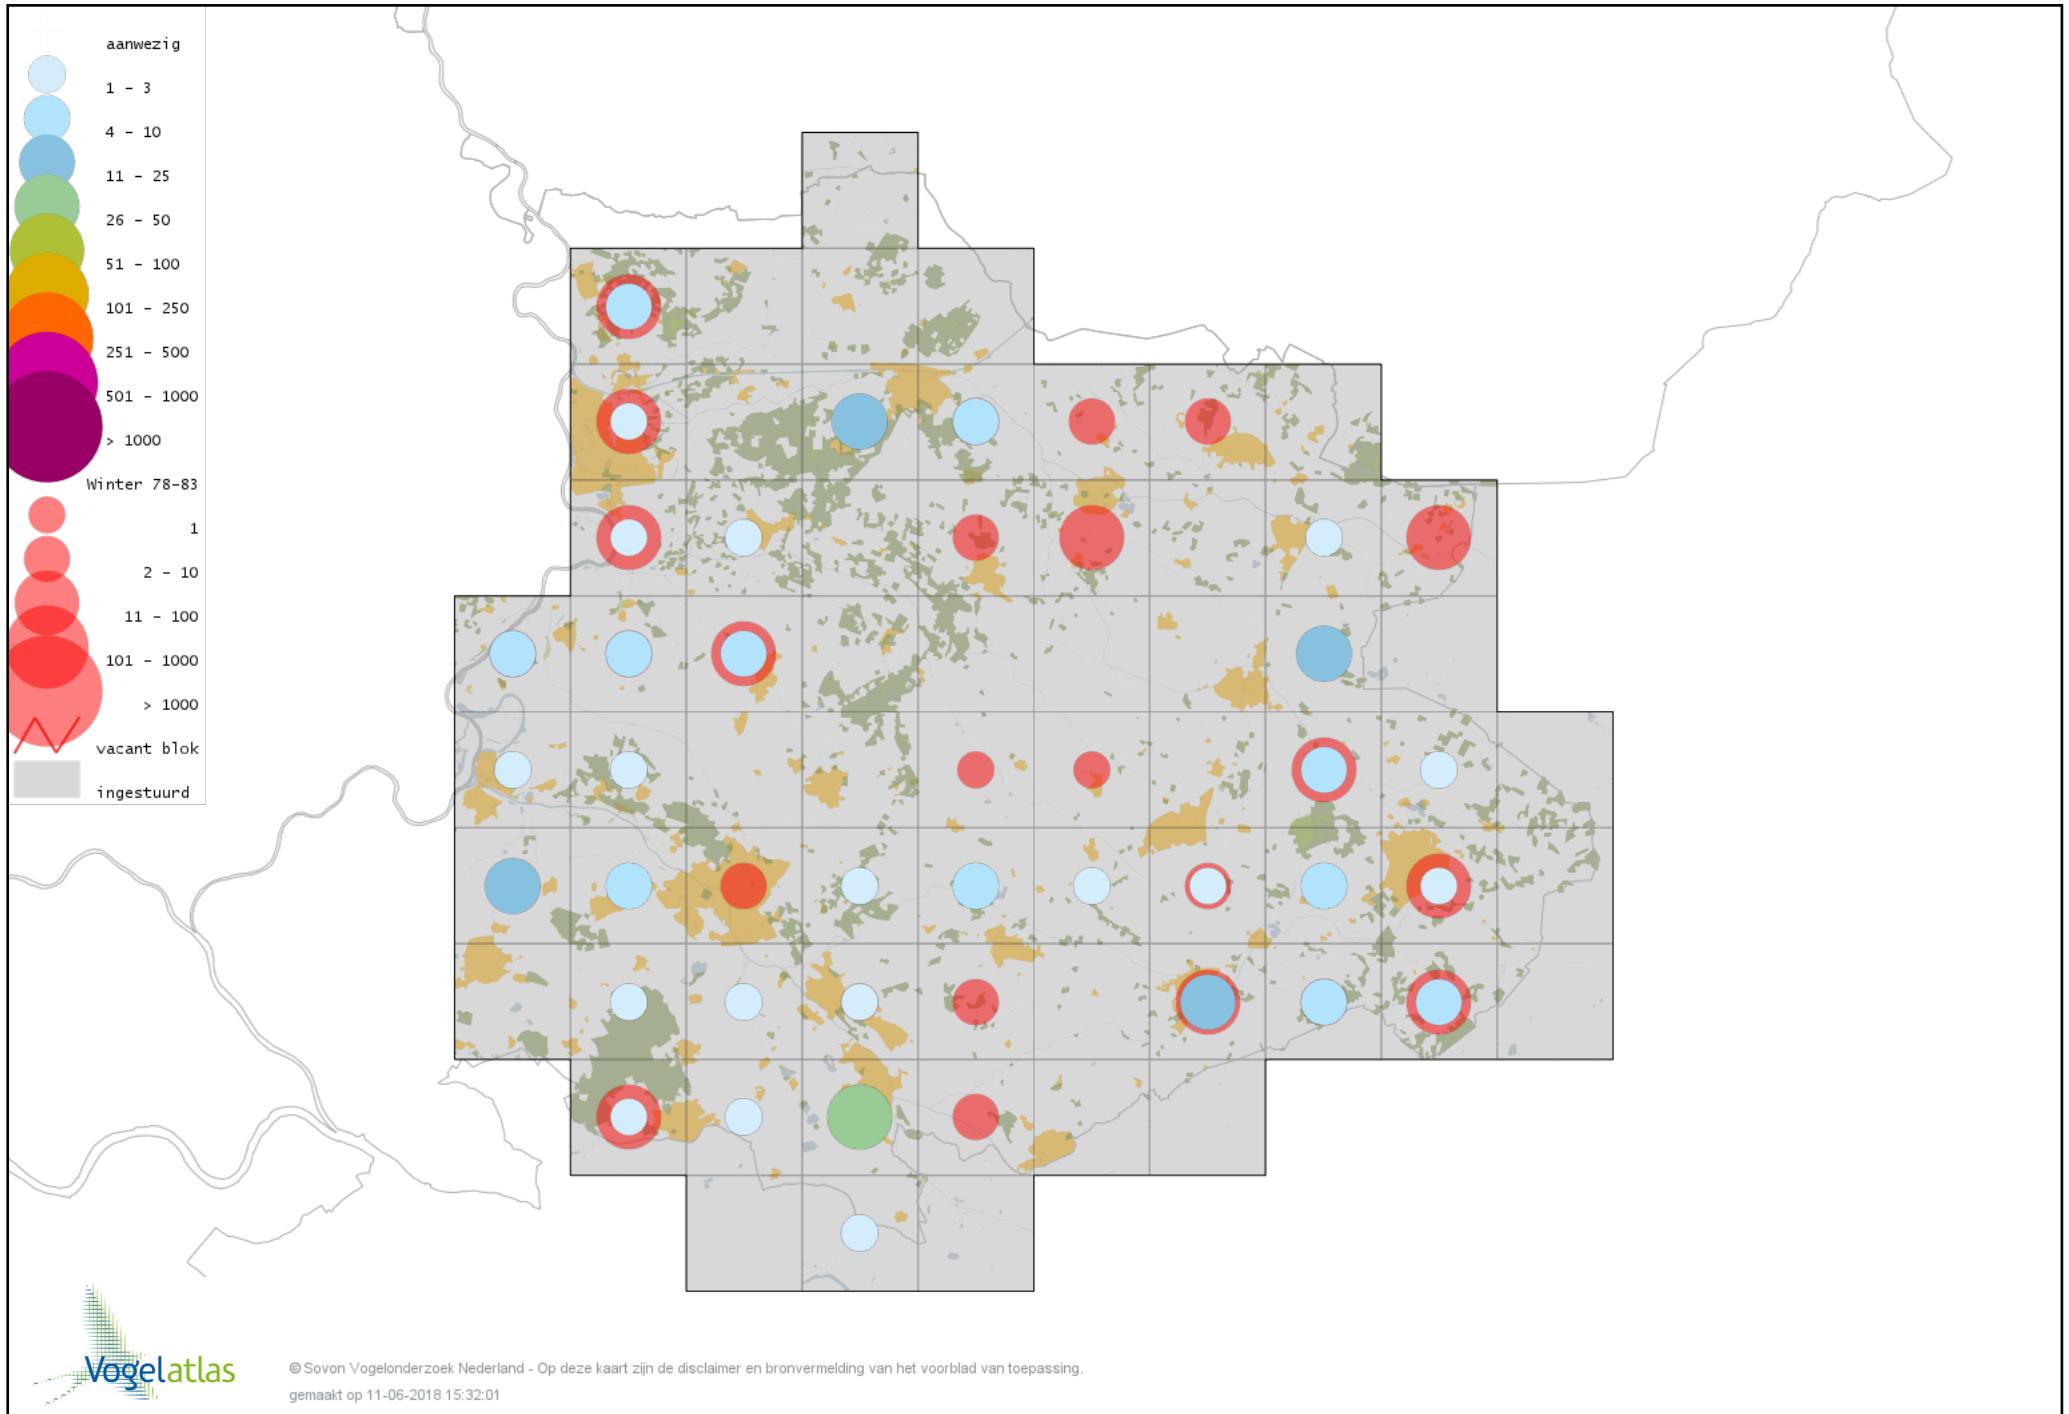 aanwezig
1 - 3
4 - 10
11 - 25
26 - 50
51 - 100
101 - 250
251 - 500
501 - 1000
> 1000
Winter 78-83
1
2 - 10
11 - 100
101 - 1000
> 1000
vacant blok
ingestuurd
Vogelatlas
© Sovon Vogelonderzoek Nederland - Op deze kaart zijn de disclaimer en bronvermelding van het voorblad van toepassing.
gemaakt op 11-06-2018 15:32:01